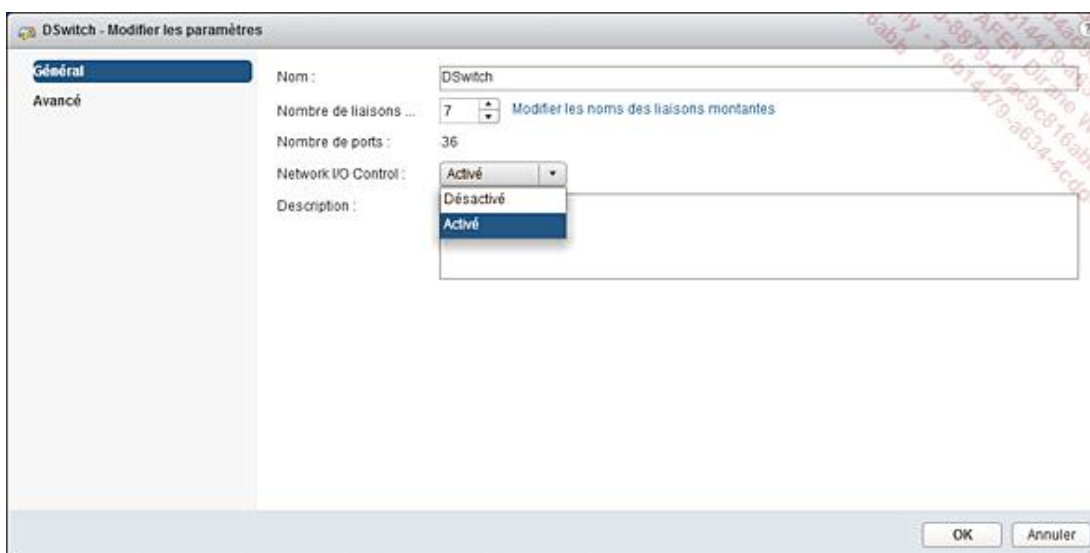 DSwitch - Modifier les paramètres
Général
Avancé
Nom :
DSwitch
Nombre de liaisons ...
7
Modifier les noms des liaisons montantes
Nombre de ports :
36
Network I/O Control :
Activé
Désactivé
Activé
Description :
OK
Annuler